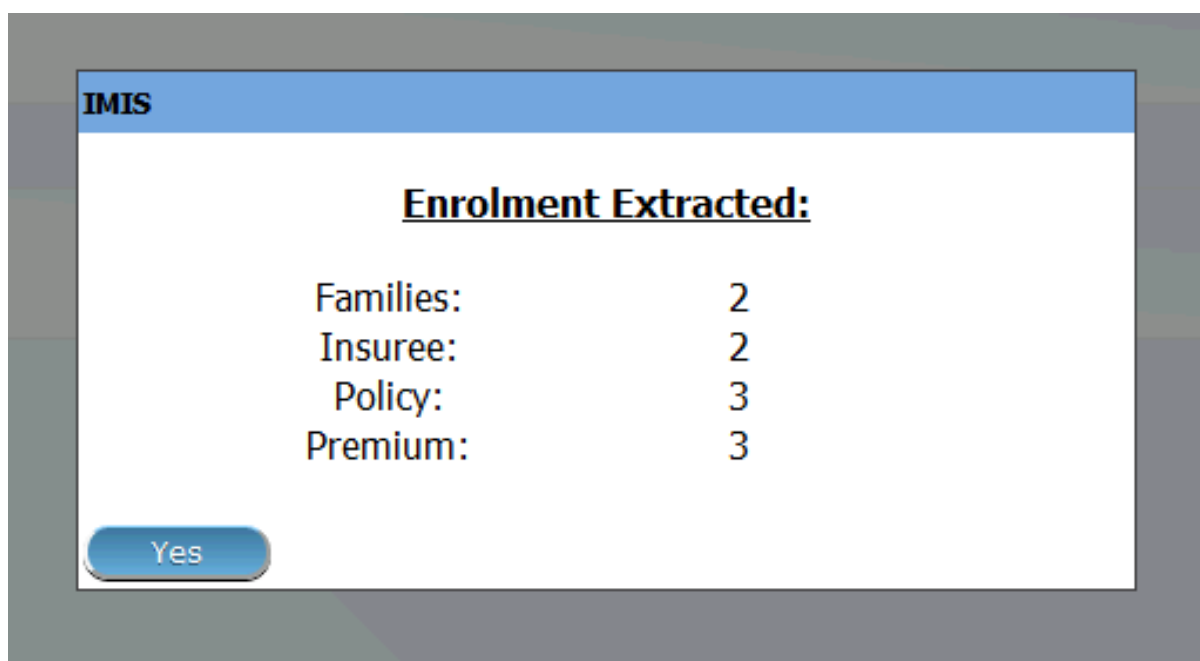 IMIS
Enrolment Extracted:
Families: 2
Insuree: 2
Policy: 3
Premium: 3
Yes